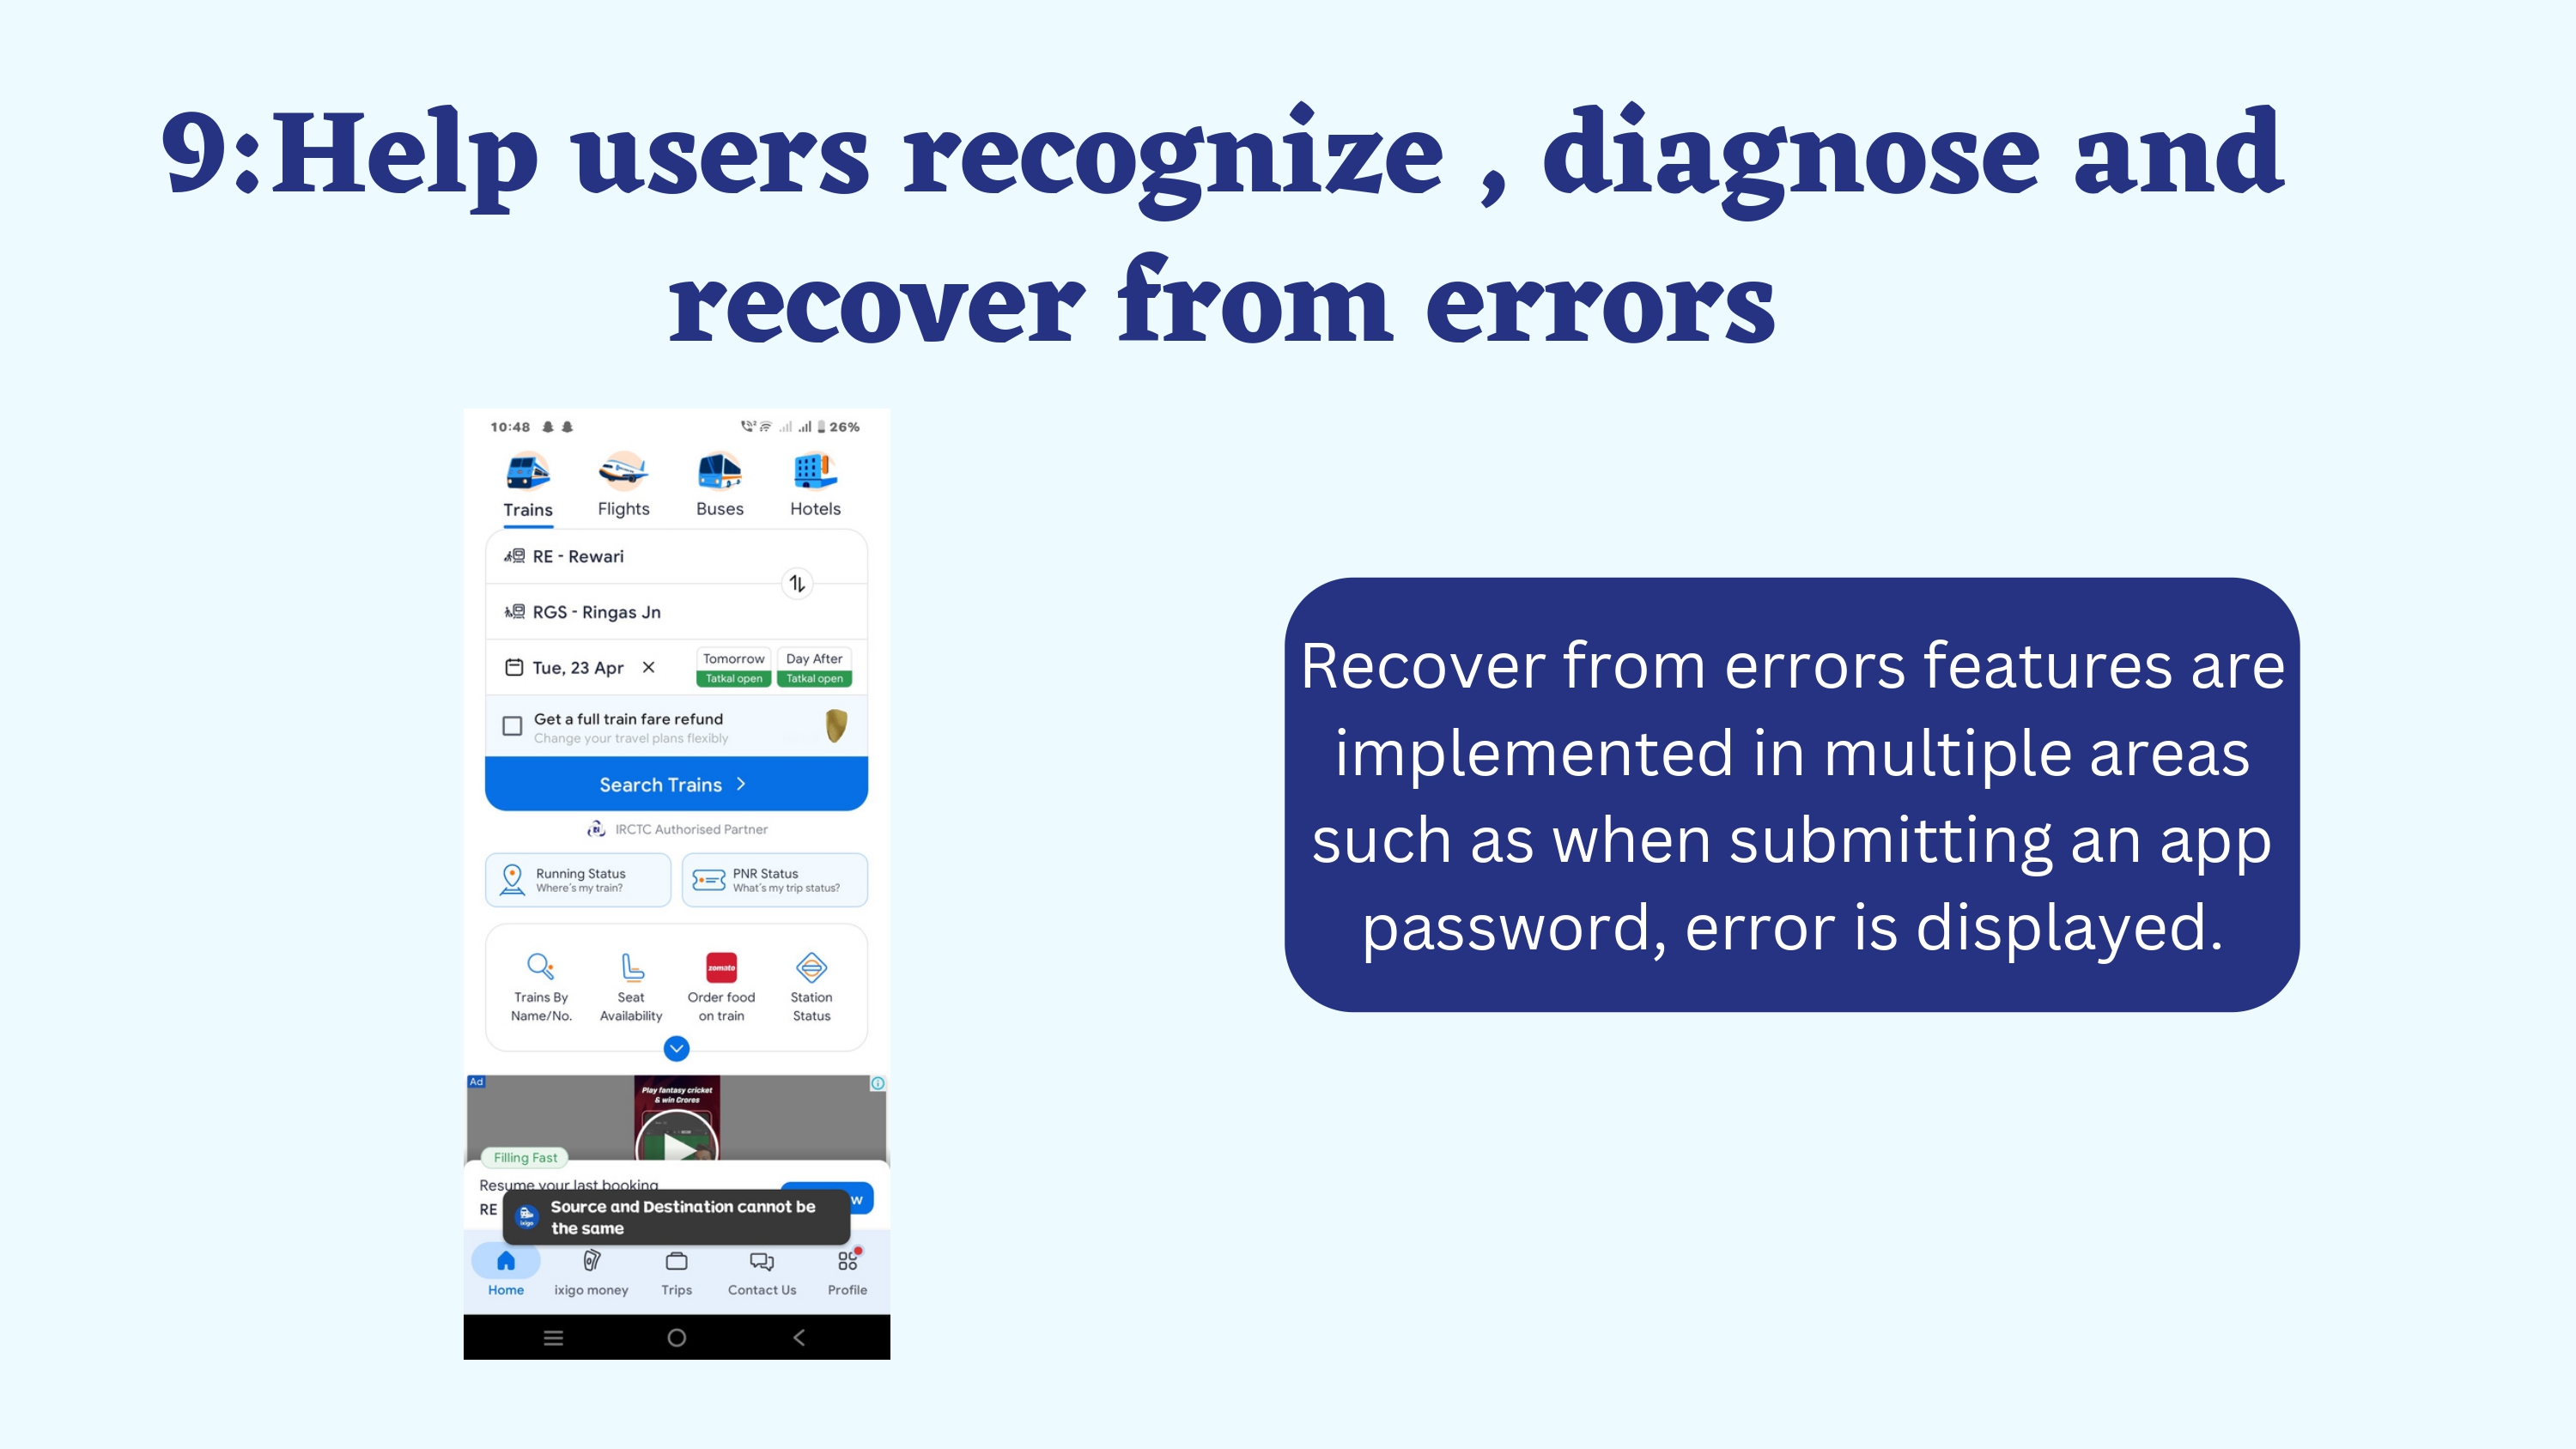 9:Help users recognize , diagnose and
recover from errors
10:48
26%
Trains Flights Buses Hotels
RE - Rewari
RGS - Ringas Jn
Tue, 23 Apr
Tomorrow Day After
Tatkal open Tatkal open
Get a full train fare refund
Change your travel plans flexibly
Search Trains
IRCTC Authorised Partner
Running Status
Where's my train?
PNR Status
What's my trip status?
Trains By
Name/No.
Seat
Availability
zomato
Order food
on train
Station
Status
Ad
Play fantasy cricket
& win Crores
Filling Fast
Resume your last booking
RE
w
ixigo
Source and Destination cannot be
the same
Home ixigo money Trips Contact Us Profile
Recover from errors features are
implemented in multiple areas
such as when submitting an app
password, error is displayed.